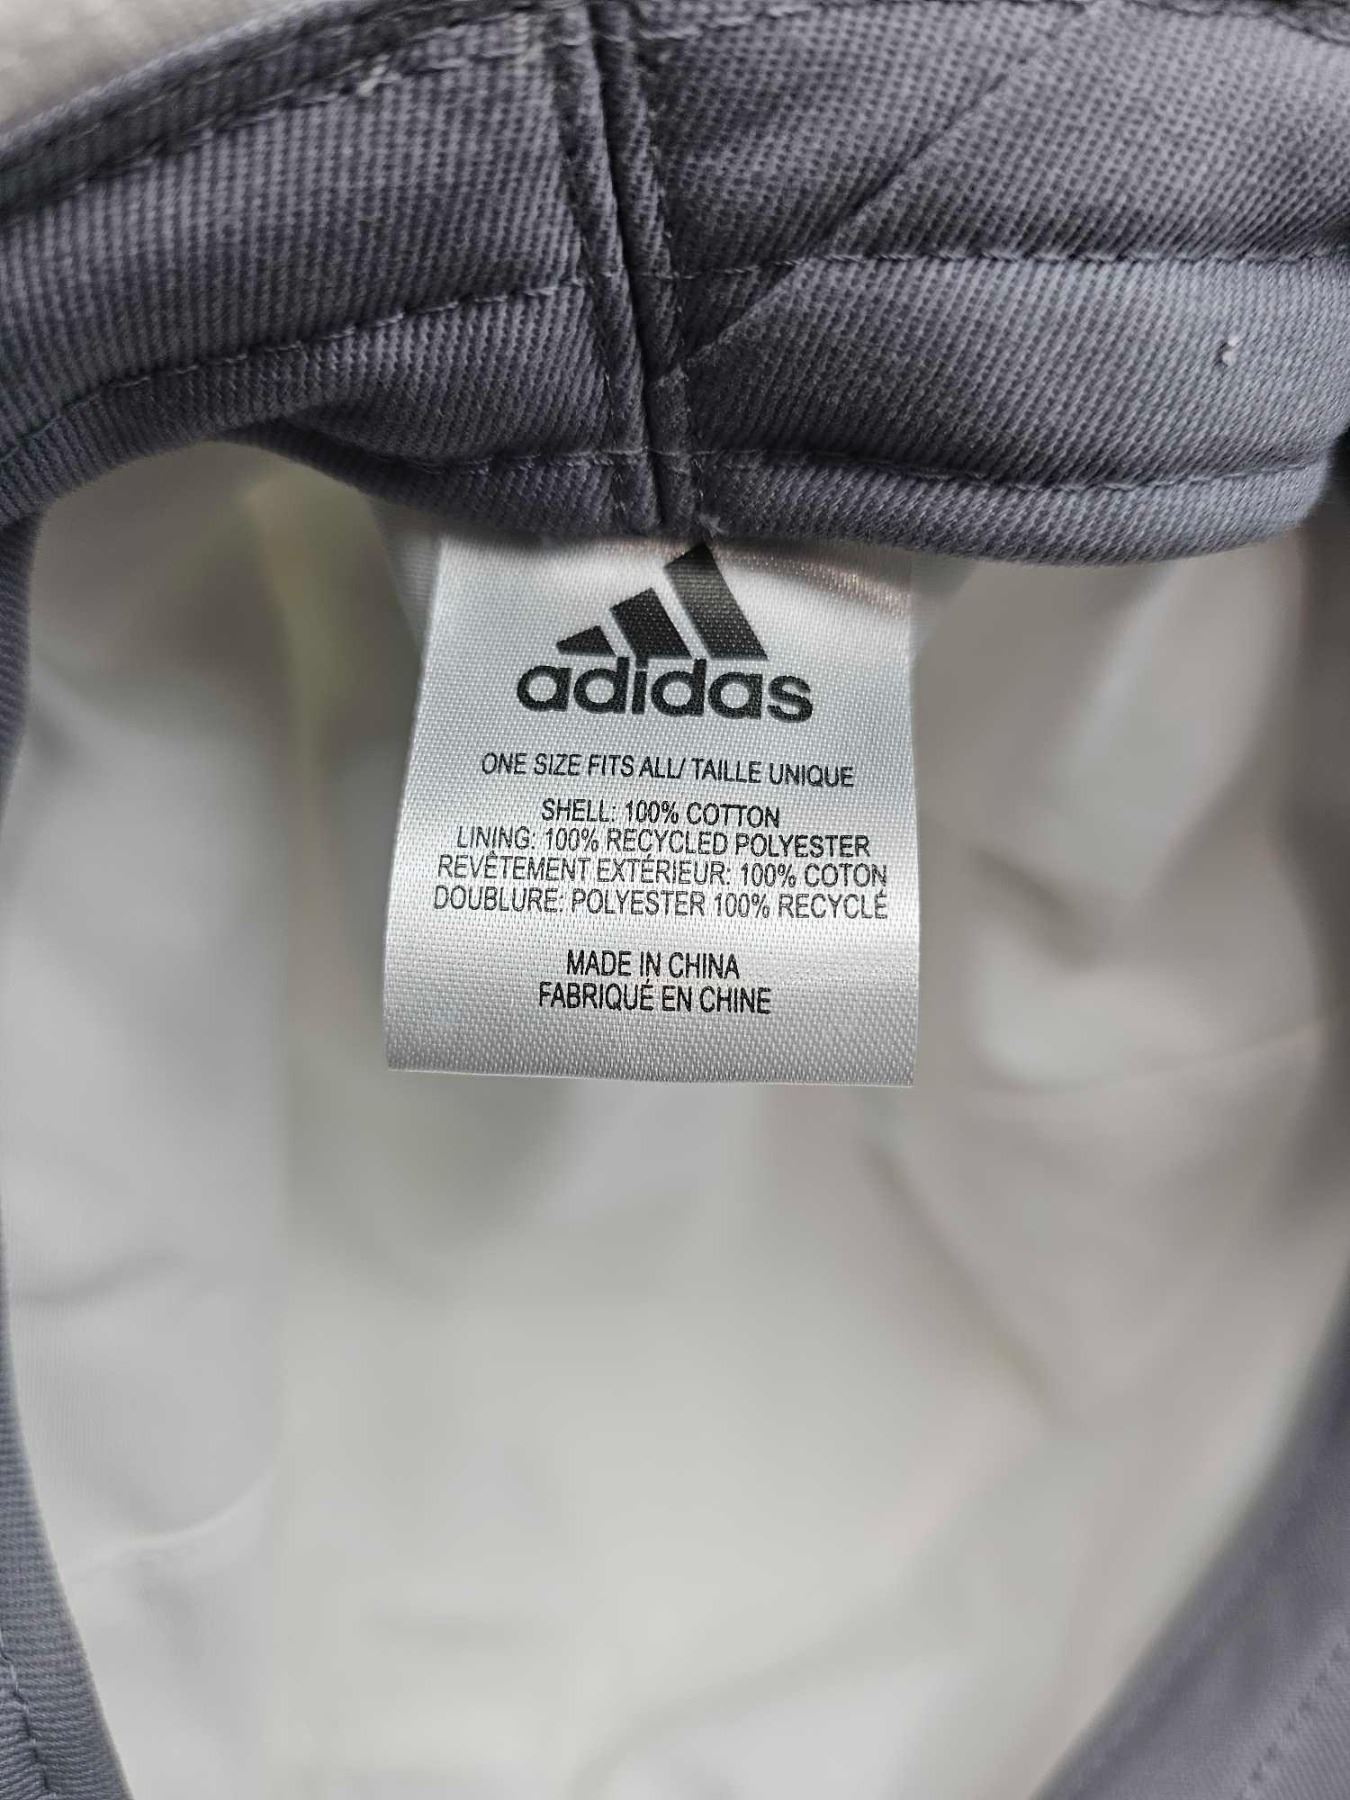 adidas
ONE SIZE FITS ALL/ TAILLE UNIQUE
SHELL: 100% COTTON
LINING: 100% RECYCLED POLYESTER
REVÊTEMENT EXTÉRIEUR: 100% COTON
DOUBLURE: POLYESTER 100% RECYCLÉ
MADE IN CHINA
FABRIQUÉ EN CHINE